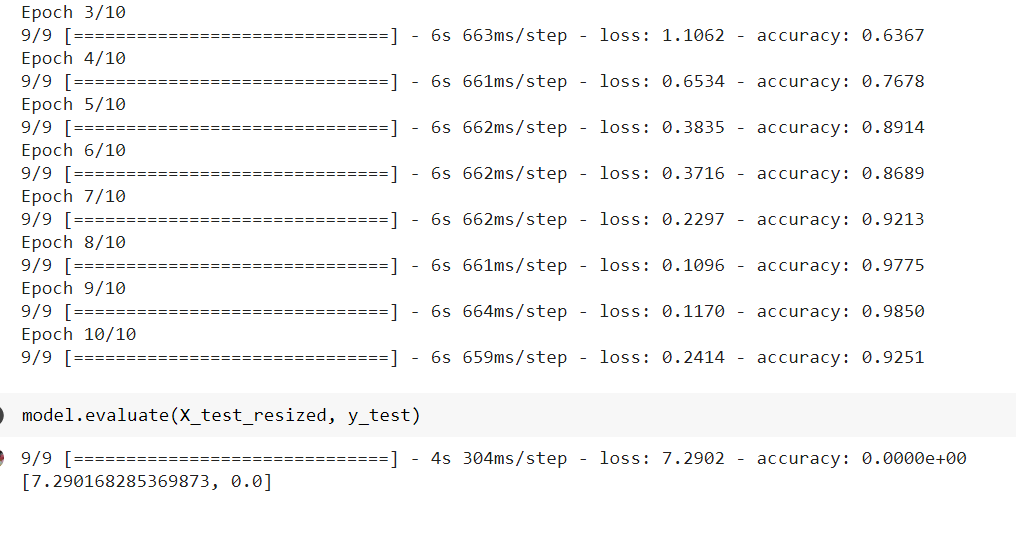 Epoch 3/10
9/9 [==============================] - 6s 663ms/step - loss: 1.1062 - accuracy: 0.6367
Epoch 4/10
9/9 [==============================] - 6s 661ms/step - loss: 0.6534 - accuracy: 0.7678
Epoch 5/10
9/9 [==============================] - 6s 662ms/step - loss: 0.3835 - accuracy: 0.8914
Epoch 6/10
9/9 [==============================] - 6s 662ms/step - loss: 0.3716 - accuracy: 0.8689
Epoch 7/10
9/9 [==============================] - 6s 662ms/step - loss: 0.2297 - accuracy: 0.9213
Epoch 8/10
9/9 [==============================] - 6s 661ms/step - loss: 0.1096 - accuracy: 0.9775
Epoch 9/10
9/9 [==============================] - 6s 664ms/step - loss: 0.1170 - accuracy: 0.9850
Epoch 10/10
9/9 [==============================] - 6s 659ms/step - loss: 0.2414 - accuracy: 0.9251
model.evaluate(X_test_resized, y_test)
9/9 [==============================] - 4s 304ms/step - loss: 7.2902 - accuracy: 0.0000e+00
[7.290168285369873, 0.0]